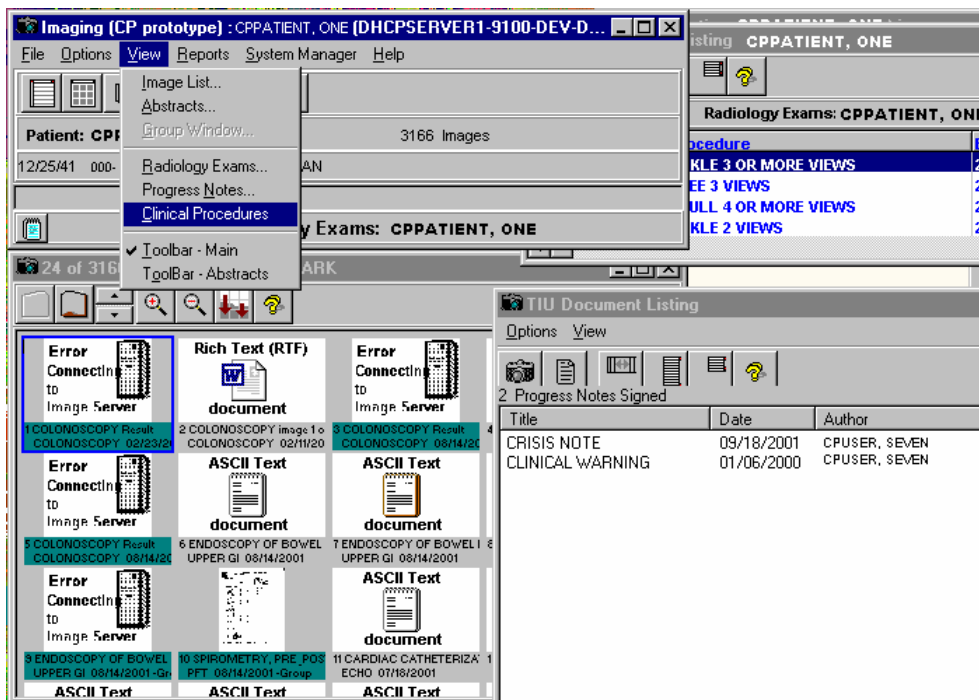 Imaging (CP prototype) : CPPATIENT, ONE (DHCPSERVER1-9100-DEV-D...
File Options View Reports System Manager Help
Image List...
Abstracts...
Group Window...
Radiology Exams...
Progress Notes...
Clinical Procedures
Toolbar - Main
ToolBar - Abstracts
Patient: CPP
3166 Images
12/25/41 000-
AN
y Exams: CPPATIENT, ONE
CPPATIENT, ONE
isting CPPATIENT, ONE
Radiology Exams: CPPATIENT, ONE
ocedure
KLE 3 OR MORE VIEWS
EE 3 VIEWS
ULL 4 OR MORE VIEWS
KLE 2 VIEWS
24 of 3166
ARK
Error
Connecting
to
Image Server
1 COLONOSCOPY Result
COLONOSCOPY 02/23/20
Rich Text (RTF)
document
2 COLONOSCOPY image 1 o
COLONOSCOPY 02/11/20
Error
Connecting
to
Image Server
3 COLONOSCOPY Result
COLONOSCOPY 08/14/20
4
Error
Connecting
to
Image Server
5 COLONOSCOPY Result
COLONOSCOPY 08/14/20
ASCII Text
document
6 ENDOSCOPY OF BOWEL
UPPER GI 08/14/2001
ASCII Text
document
7 ENDOSCOPY OF BOWEL I
UPPER GI 08/14/2001
8
Error
Connecting
to
Image Server
9 ENDOSCOPY OF BOWEL
UPPER GI 08/14/2001-Gr
10 SPIROMETRY, PRE_POS
PFT 08/14/2001-Group
ASCII Text
document
11 CARDIAC CATHETERIZA
ECHO 07/18/2001
1
ASCII Text
ASCII Text
ASCII Text
TIU Document Listing
Options View
2 Progress Notes Signed
Title Date Author
CRISIS NOTE 09/18/2001 CPUSER, SEVEN
CLINICAL WARNING 01/06/2000 CPUSER, SEVEN